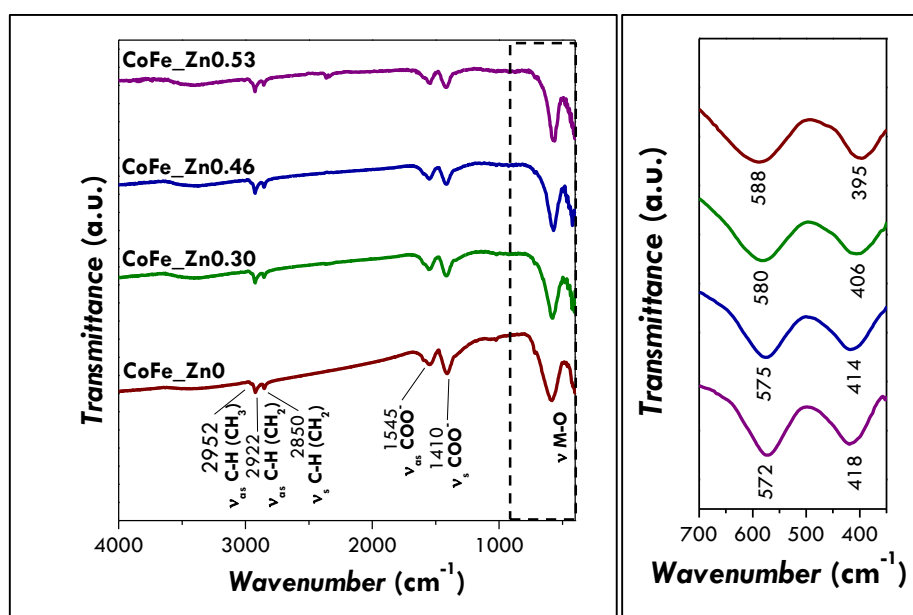 CoFe_Zn0.53
CoFe_Zn0.46
CoFe_Zn0.30
CoFe_Zn0
2952
νas C-H (CH3)
2922
νas C-H (CH2)
2850
νs C-H (CH2)
1545
νas COO-
1410
νs COO-
ν M-O
Transmittance (a.u.)
4000 3000 2000 1000
Wavenumber (cm-1)
588 395
580 406
575 414
572 418
Transmittance (a.u.)
700 600 500 400
Wavenumber (cm-1)